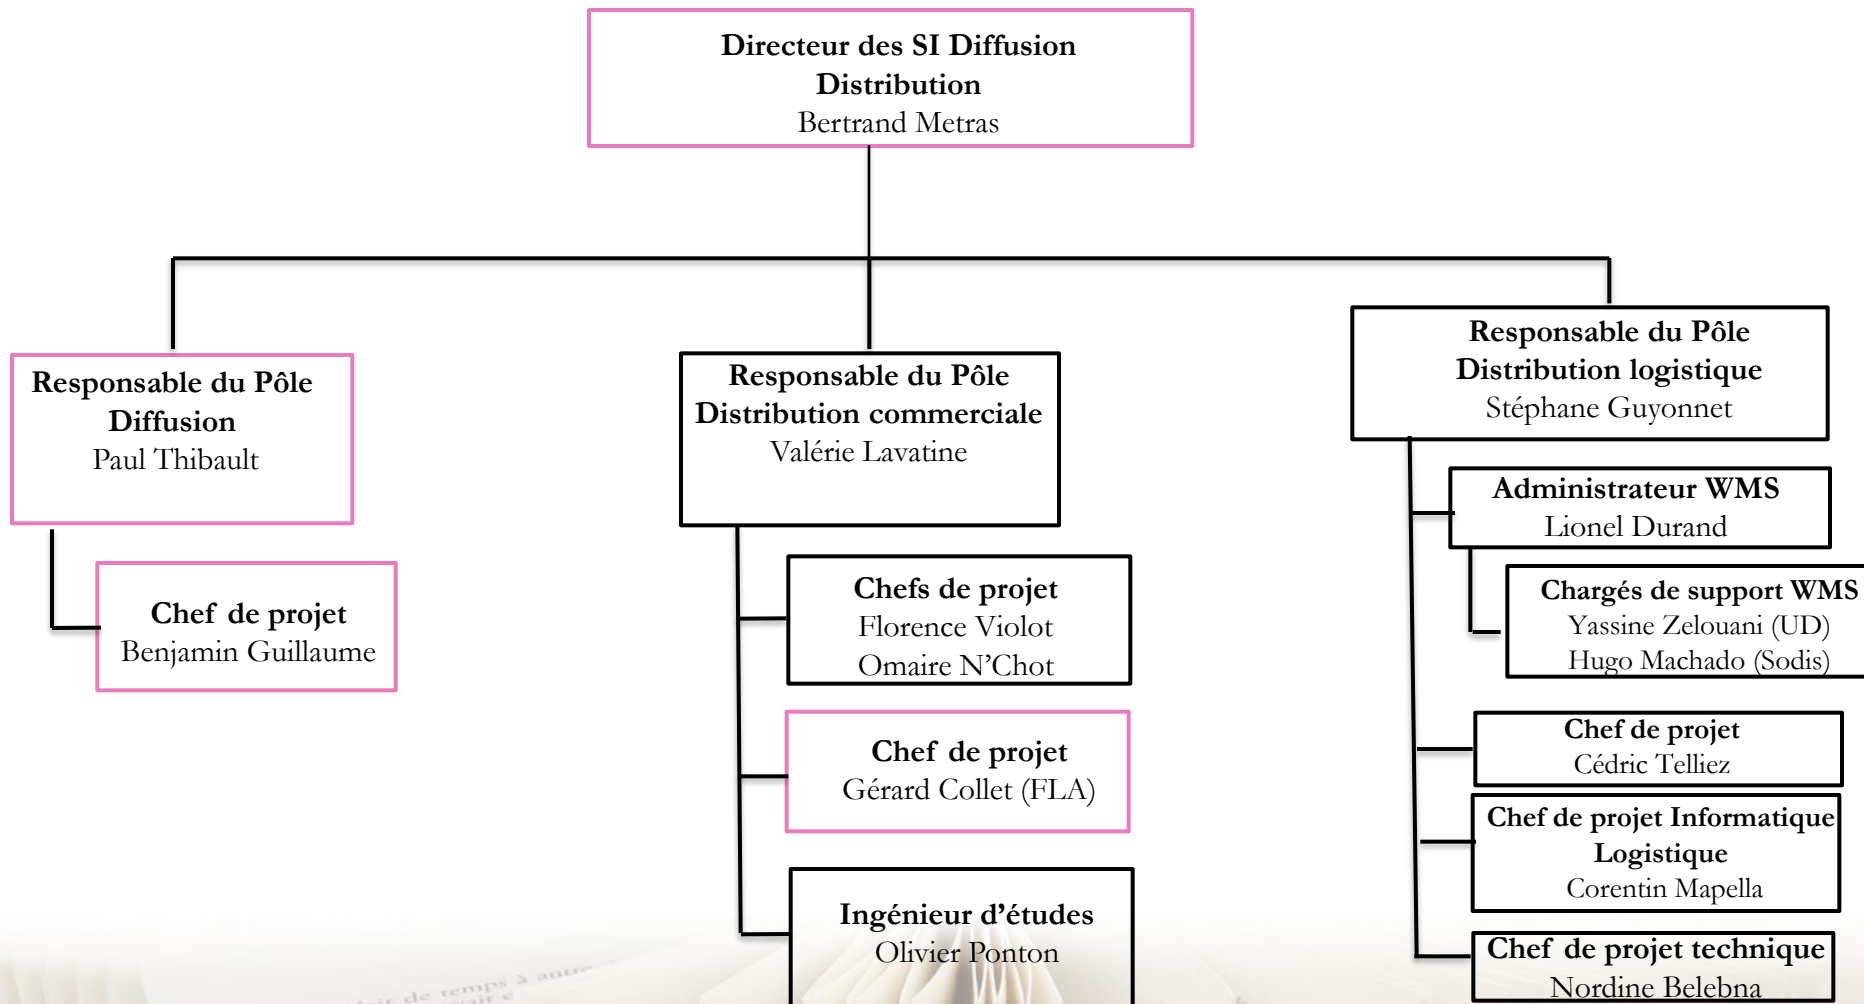 Directeur des SI Diffusion
Distribution
Bertrand Metras
Responsable du Pôle
Diffusion
Paul Thibault
Chef de projet
Benjamin Guillaume
Responsable du Pôle
Distribution commerciale
Valérie Lavatine
Chefs de projet
Florence Violot
Omaire N’Chot
Chef de projet
Gérard Collet (FLA)
Ingénieur d’études
Olivier Ponton
Responsable du Pôle
Distribution logistique
Stéphane Guyonnet
Administrateur WMS
Lionel Durand
Chargés de support WMS
Yassine Zelouani (UD)
Hugo Machado (Sodis)
Chef de projet
Cédric Telliez
Chef de projet Informatique
Logistique
Corentin Mapella
Chef de projet technique
Nordine Belebna
de temps à autre